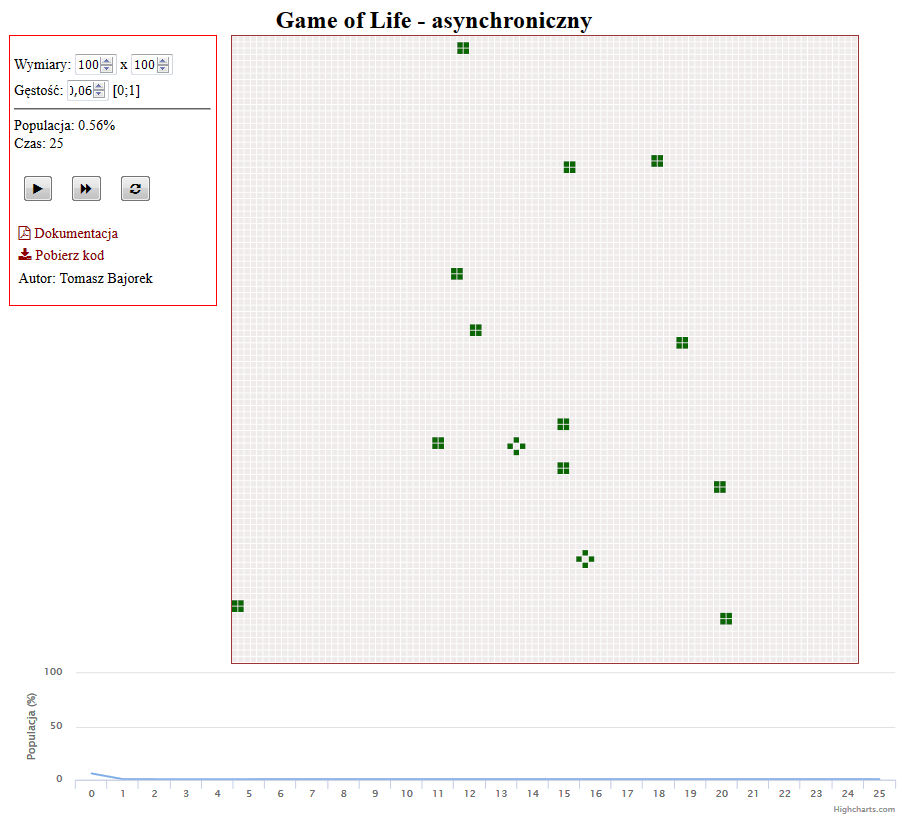 Game of Life - asynchroniczny
Wymiary: 100 x 100
Gęstość: 0,06 [0;1]
Populacja: 0.56%
Czas: 25
Dokumentacja
Pobierz kod
Autor: Tomasz Bajorek
Populacja (%)
100
50
0
0 1 2 3 4 5 6 7 8 9 10 11 12 13 14 15 16 17 18 19 20 21 22 23 24 25
Highcharts.com